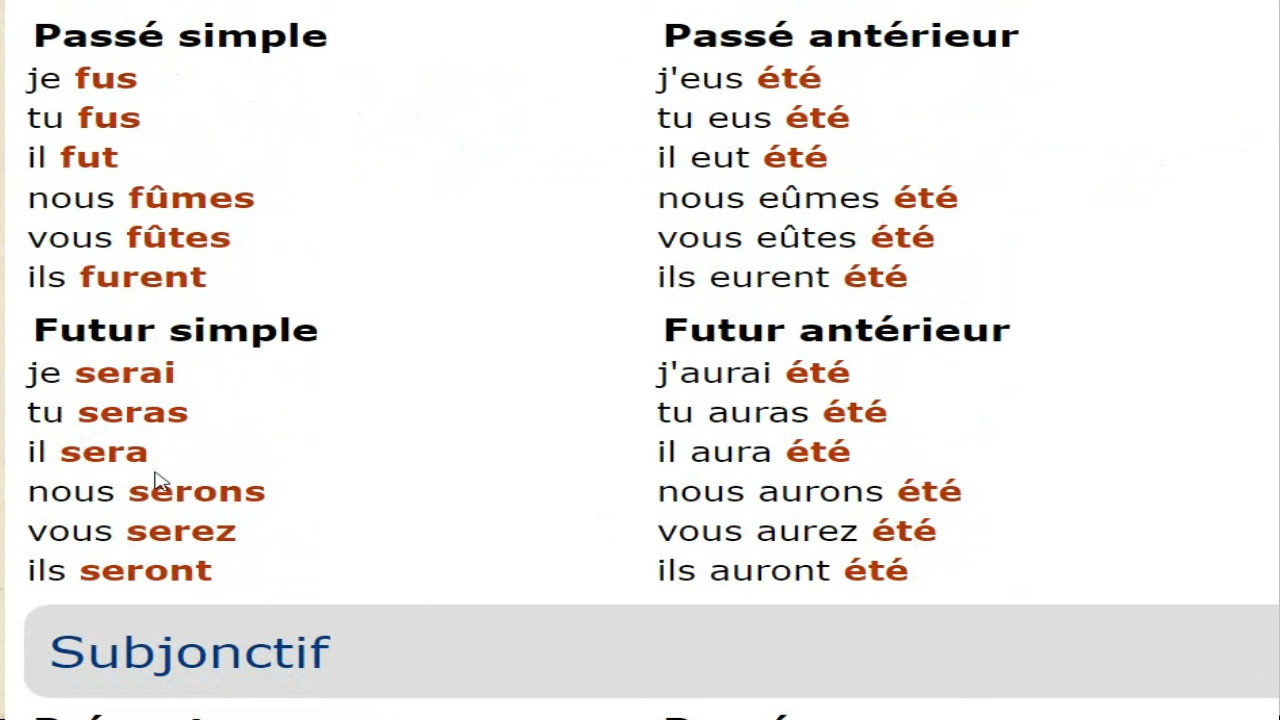 Passé simple
je fus
tu fus
il fut
nous fûmes
vous fûtes
ils furent
Futur simple
je serai
tu seras
il sera
nous serons
vous serez
ils seront
Passé antérieur
j'eus été
tu eus été
il eut été
nous eûmes été
vous eûtes été
ils eurent été
Futur antérieur
j'aurai été
tu auras été
il aura été
nous aurons été
vous aurez été
ils auront été
Subjonctif